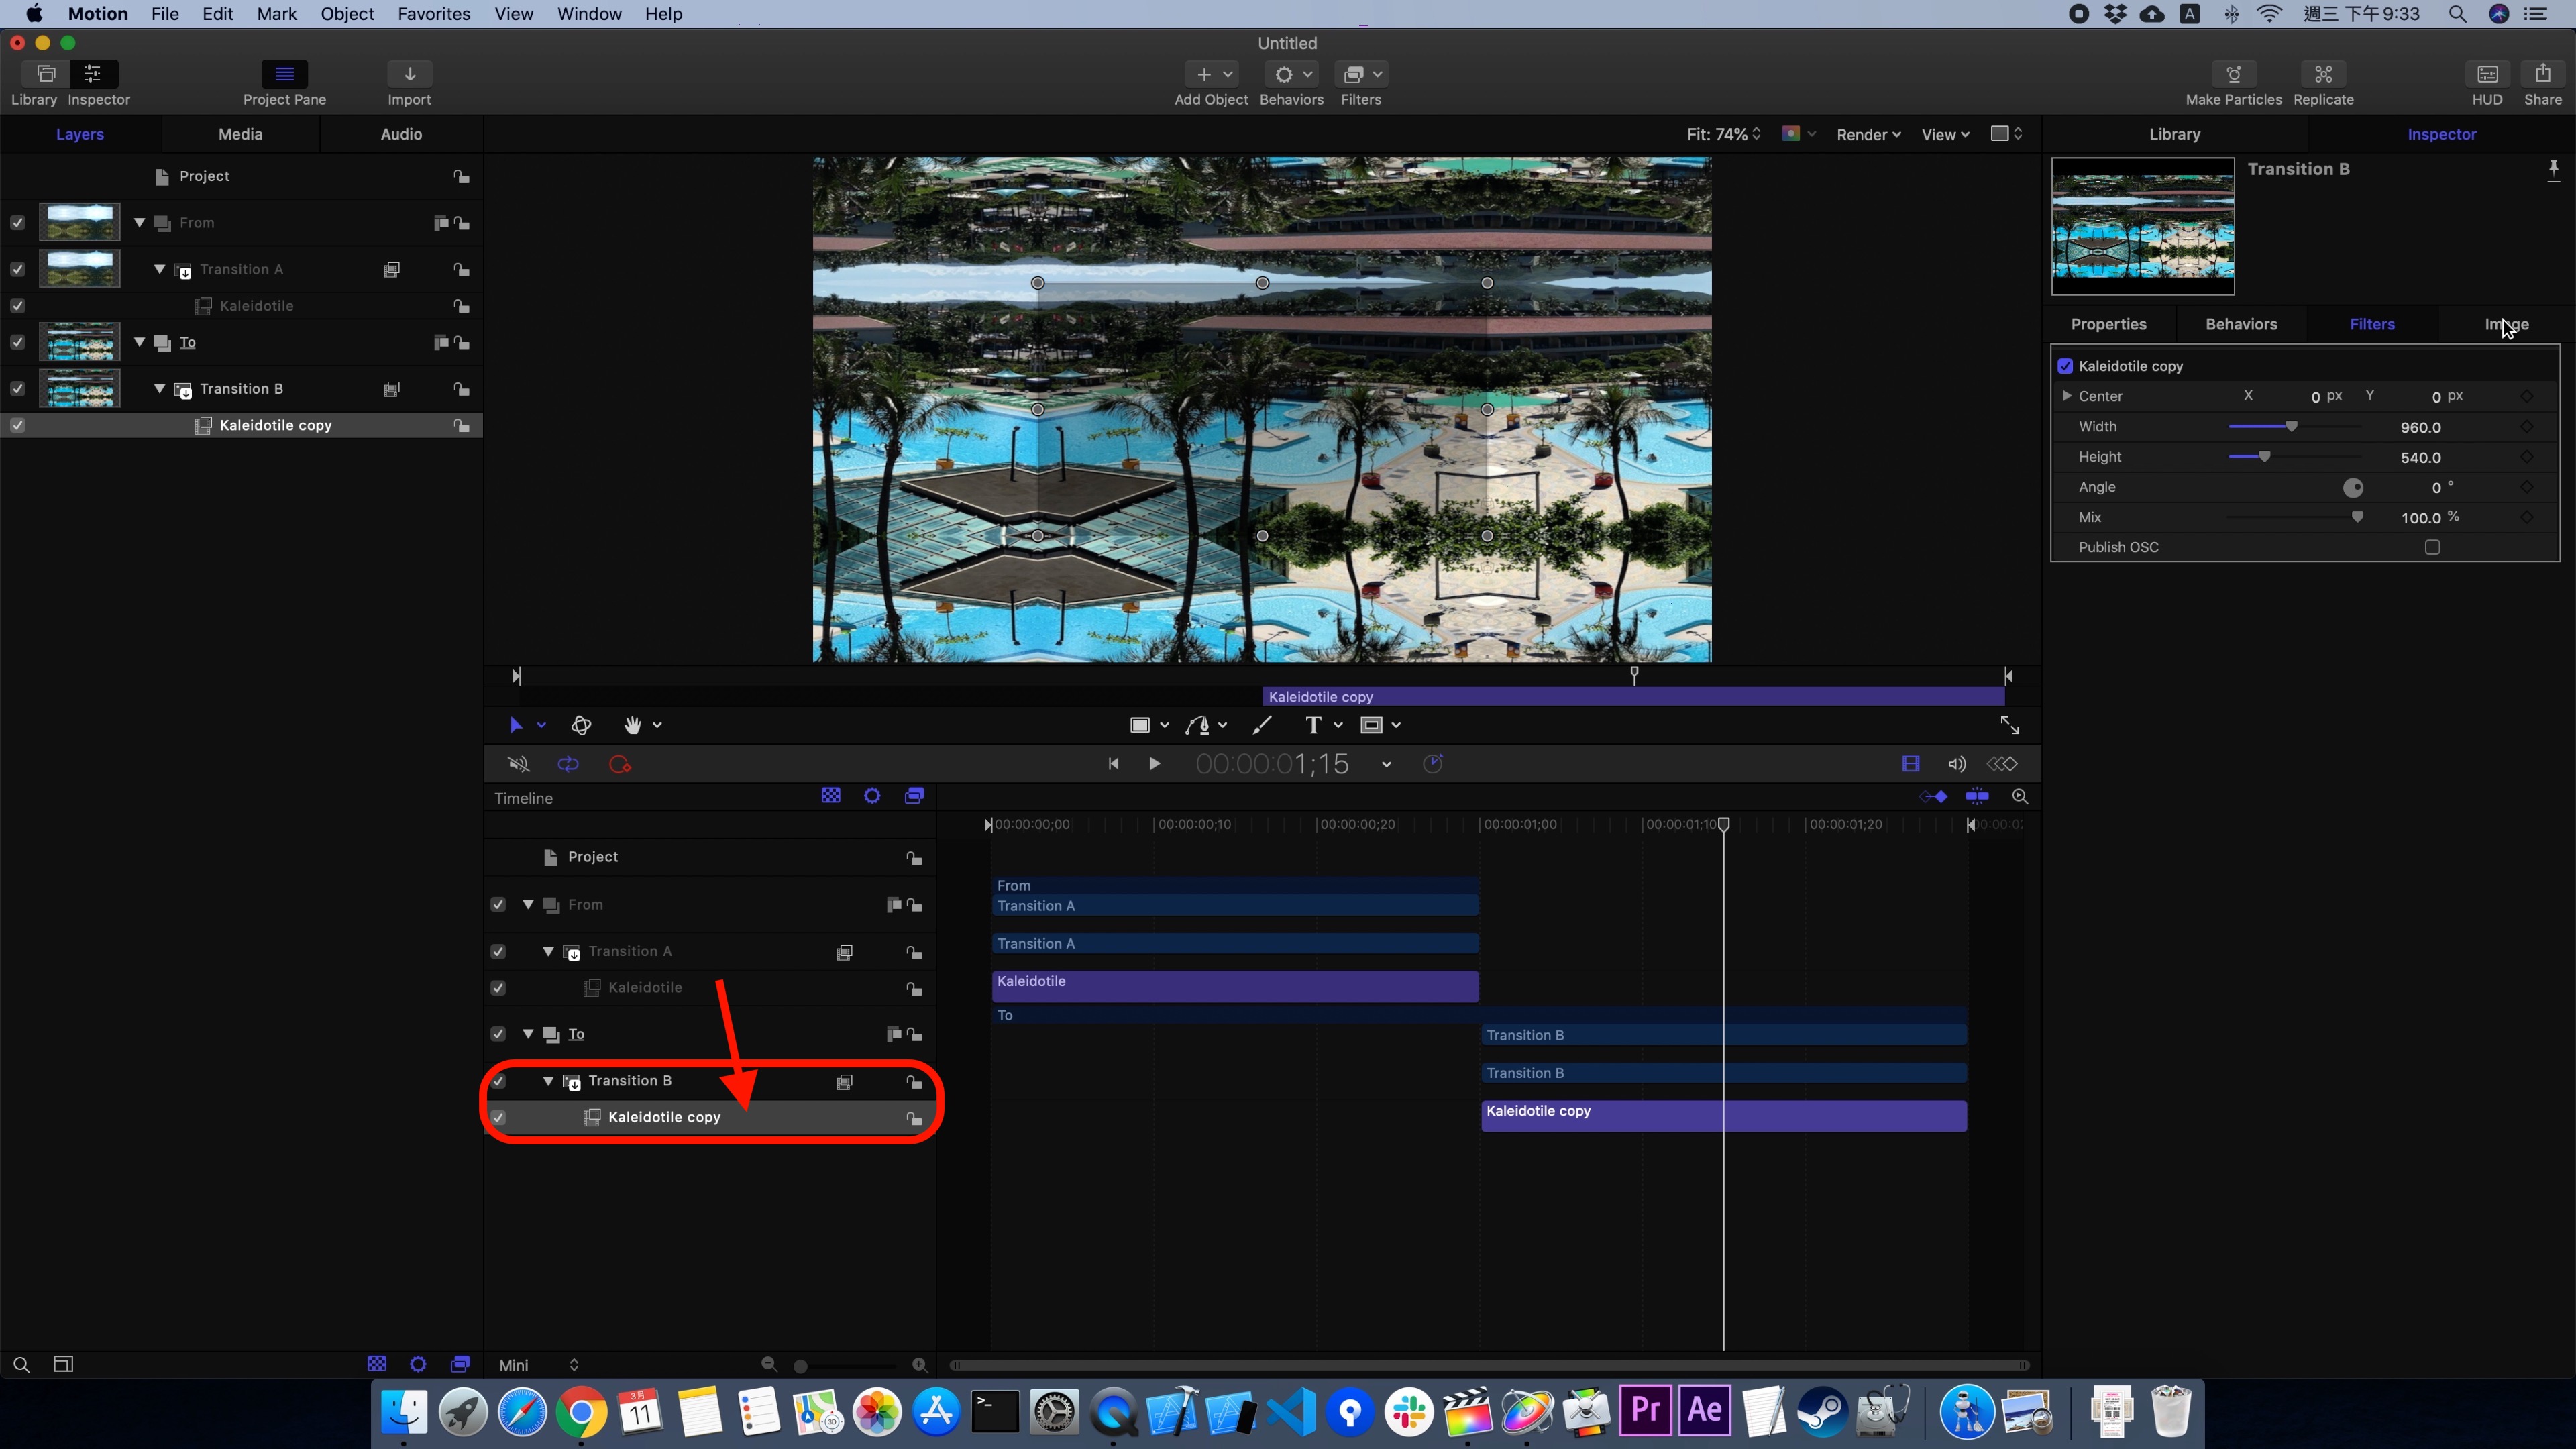 Motion File Edit Mark Object Favorites View Window Help
A 週三 下午9:33
Untitled
Library Inspector Project Pane Import Add Object Behaviors Filters Make Particles Replicate HUD Share
Layers Media Audio
Fit: 74% Render View
Library Inspector
Project
From
Transition A
Kaleidotile
To
Transition B
Kaleidotile copy
Transition B
Properties Behaviors Filters Image
Kaleidotile copy
Center X 0 px Y 0 px
Width 960.0
Height 540.0
Angle 0 °
Mix 100.0 %
Publish OSC
Kaleidotile copy
T
00:00:01;15
Timeline
00:00:00;00 00:00:00;10 00:00:00;20 00:00:01;00 00:00:01;10 00:00:01;20
Project
From
From
Transition A
Transition A
Transition A
Kaleidotile
Kaleidotile
To
To
Transition B
Transition B
Transition B
Kaleidotile copy
Kaleidotile copy
Mini
3月
11
3D
Pr Ae